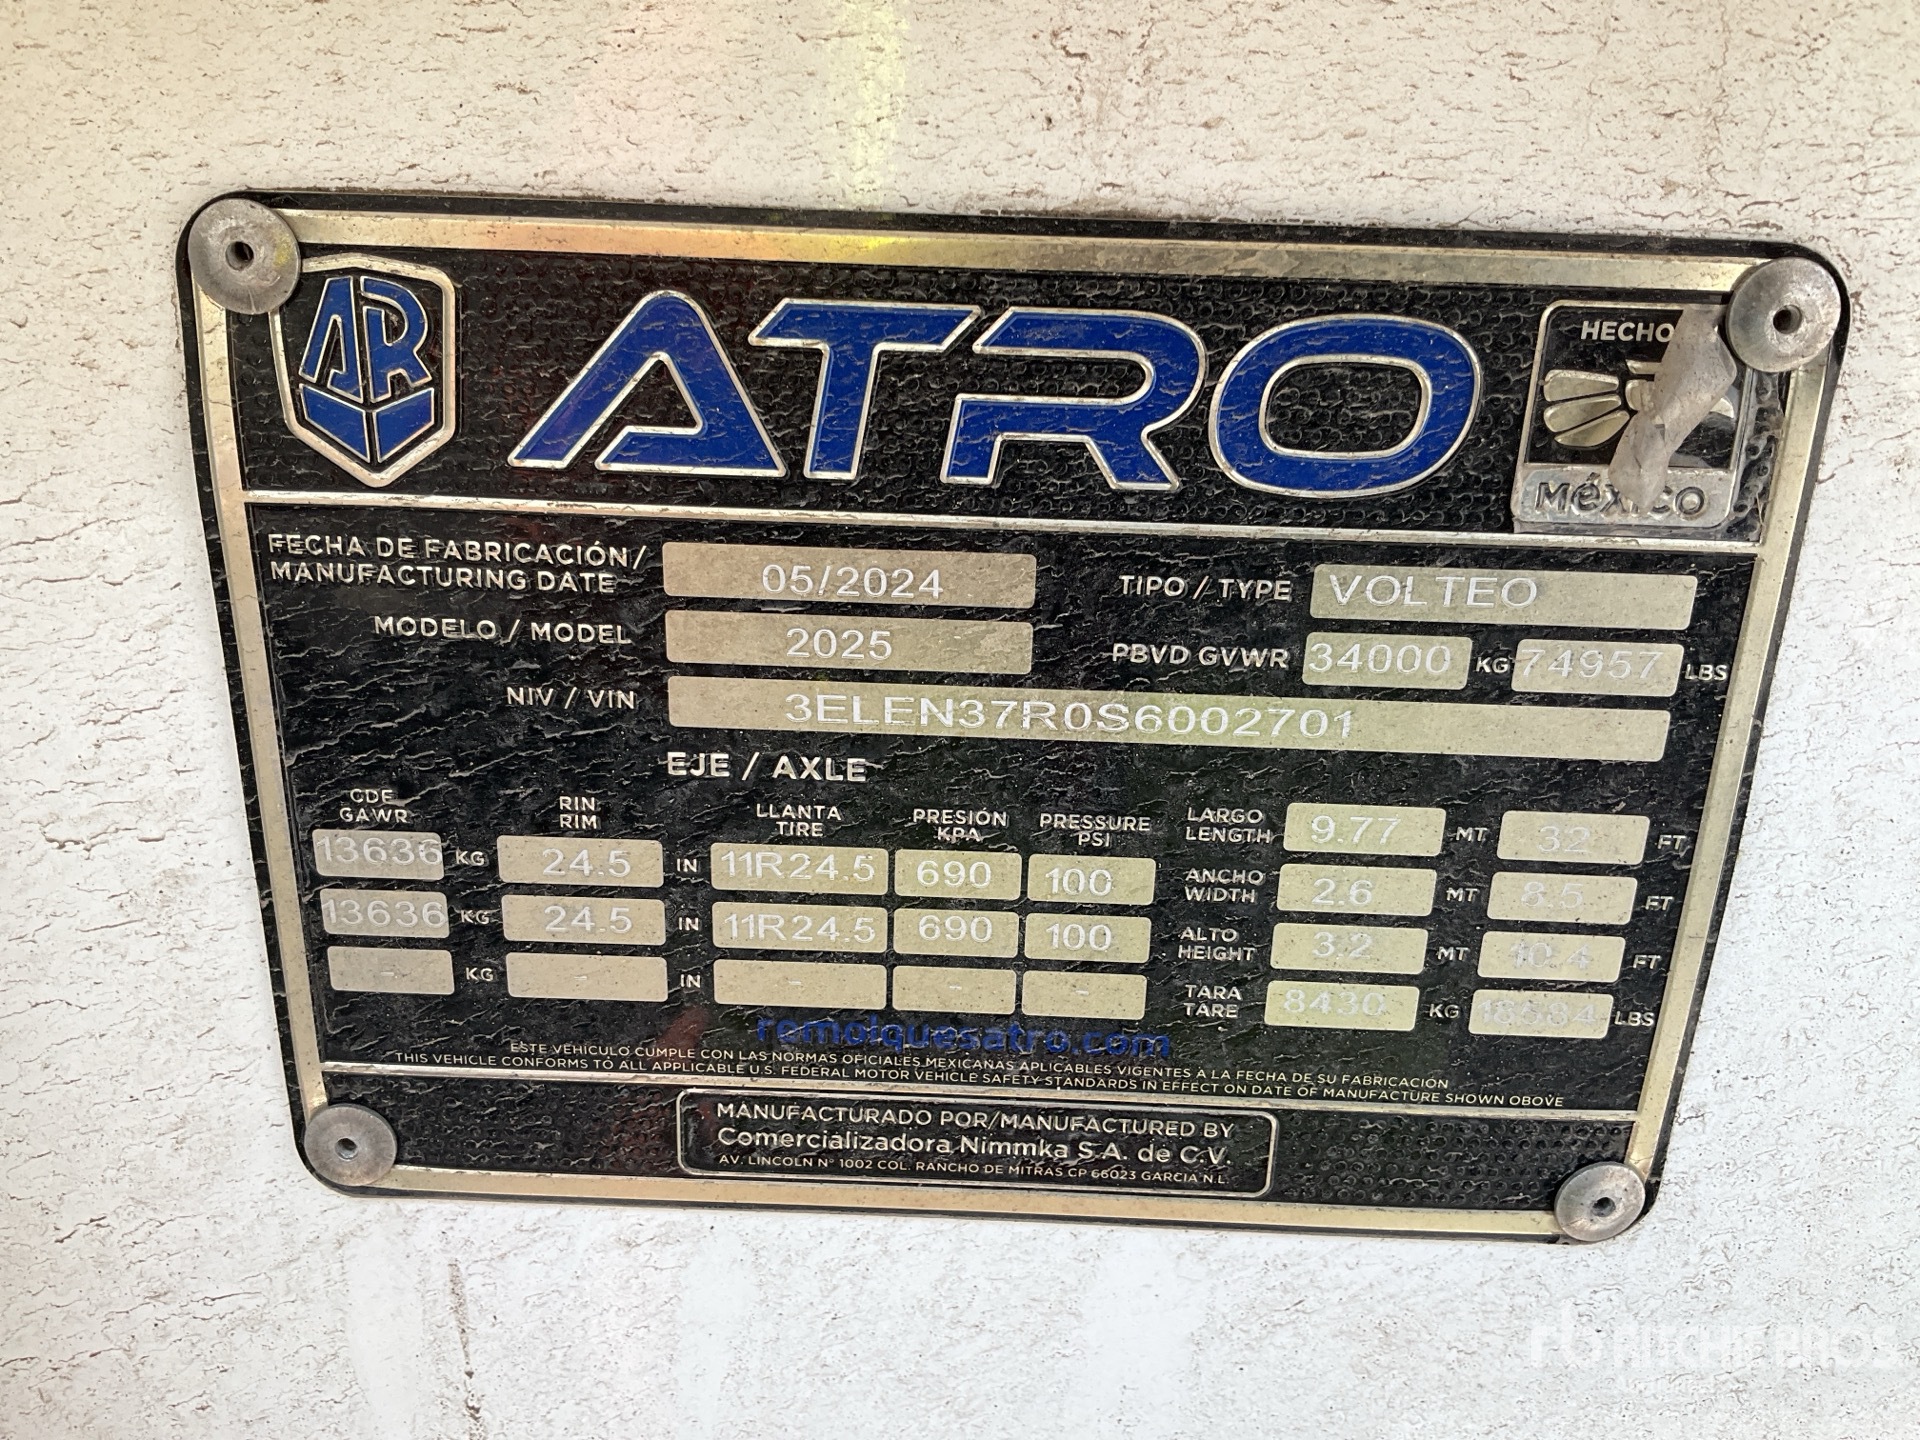 AR
ATRO
HECHO
MéXICO
FECHA DE FABRICACIÓN/
MANUFACTURING DATE
05/2024
TIPO / TYPE
VOLTEO
MODELO / MODEL
2025
PBVD GVWR
34000 KG 74957 LBS
NIV / VIN
3ELEN37R0S6002701
EJE / AXLE
CDE
GAWR
RIN
RIM
LLANTA
TIRE
PRESIÓN
KPA
PRESSURE
PSI
13636 KG 24.5 IN 11R24.5 690 100
13636 KG 24.5 IN 11R24.5 690 100
- KG - IN - - -
LARGO
LENGTH
9.77 MT 32 FT
ANCHO
WIDTH
2.6 MT 8.5 FT
ALTO
HEIGHT
3.2 MT 10.4 FT
TARA
TARE
8430 KG 18584 LBS
remolquesatro.com
ESTE VEHÍCULO CUMPLE CON LAS NORMAS OFICIALES MEXICANAS APLICABLES VIGENTES A LA FECHA DE SU FABRICACIÓN
THIS VEHICLE CONFORMS TO ALL APPLICABLE U.S. FEDERAL MOTOR VEHICLE SAFETY STANDARDS IN EFFECT ON DATE OF MANUFACTURE SHOWN OBOVE
MANUFACTURADO POR/MANUFACTURED BY
Comercializadora Nimmka S.A. de C.V.
AV. LINCOLN N° 1002 COL. RANCHO DE MITRAS CP 66023 GARCIA N.L.
RITCHIE BROS.